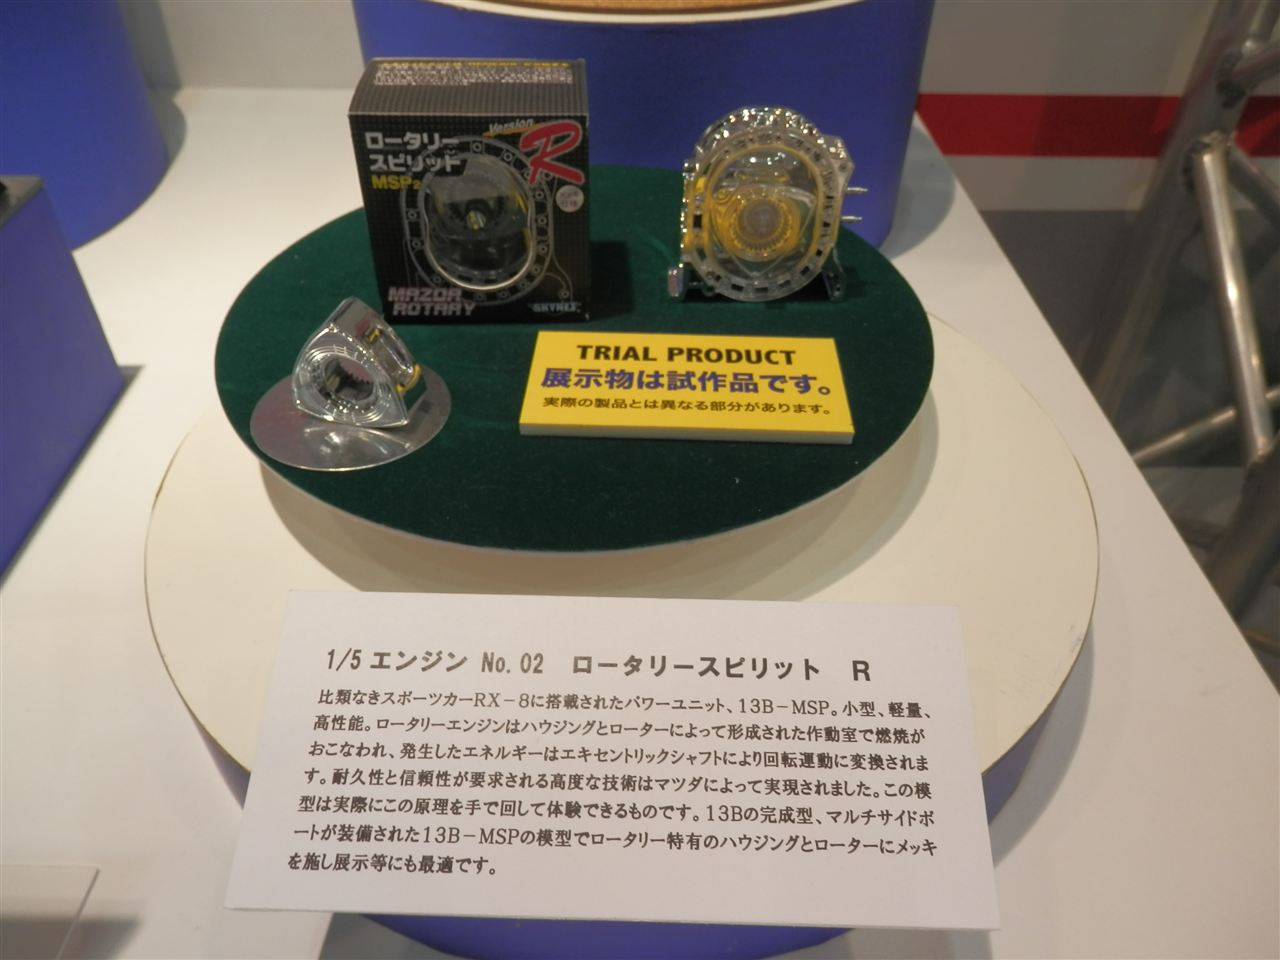 Version R
ロータリー
スピリット
MSP
MAZDA
ROTARY
SKYNET
TRIAL PRODUCT
展示物は試作品です。
実際の製品とは異なる部分があります。
1/5 エンジン No. 02 ロータリースピリット R
比類なきスポーツカーRX-8に搭載されたパワーユニット、13B-MSP。小型、軽量、
高性能。ロータリーエンジンはハウジングとローターによって形成された作動室で燃焼が
おこなわれ、発生したエネルギーはエキセントリックシャフトにより回転運動に変換されま
す。耐久性と信頼性が要求される高度な技術はマツダによって実現されました。この模
型は実際にこの原理を手で回して体験できるものです。13Bの完成型、マルチサイドポ
ートが装備された13B-MSPの模型でロータリー特有のハウジングとローターにメッキ
を施し展示等にも最適です。